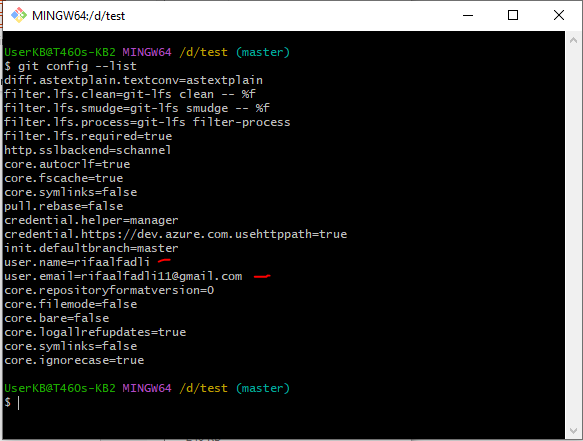 MINGW64:/d/test
UserKB@T460s-KB2 MINGW64 /d/test (master)
$ git config --list
diff.astextplain.textconv=astextplain
filter.lfs.clean=git-lfs clean -- %f
filter.lfs.smudge=git-lfs smudge -- %f
filter.lfs.process=git-lfs filter-process
filter.lfs.required=true
http.sslbackend=schannel
core.autocrlf=true
core.fscache=true
core.symlinks=false
pull.rebase=false
credential.helper=manager
credential.https://dev.azure.com.usehttppath=true
init.defaultbranch=master
user.name=rifaalfadli
user.email=rifaalfadli11@gmail.com
core.repositoryformatversion=0
core.filemode=false
core.bare=false
core.logallrefupdates=true
core.symlinks=false
core.ignorecase=true
UserKB@T460s-KB2 MINGW64 /d/test (master)
$